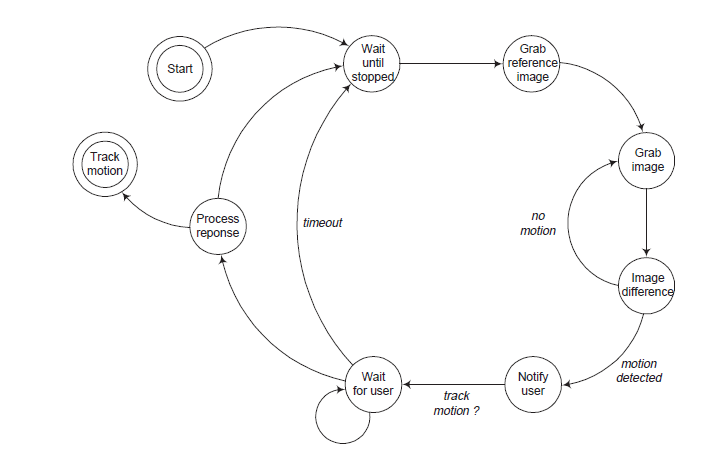 Start
Wait
until
stopped
Grab
reference
image
Track
motion
Grab
image
Process
reponse
timeout
no
motion
Image
difference
motion
detected
Wait
for user
track
motion ?
Notify
user